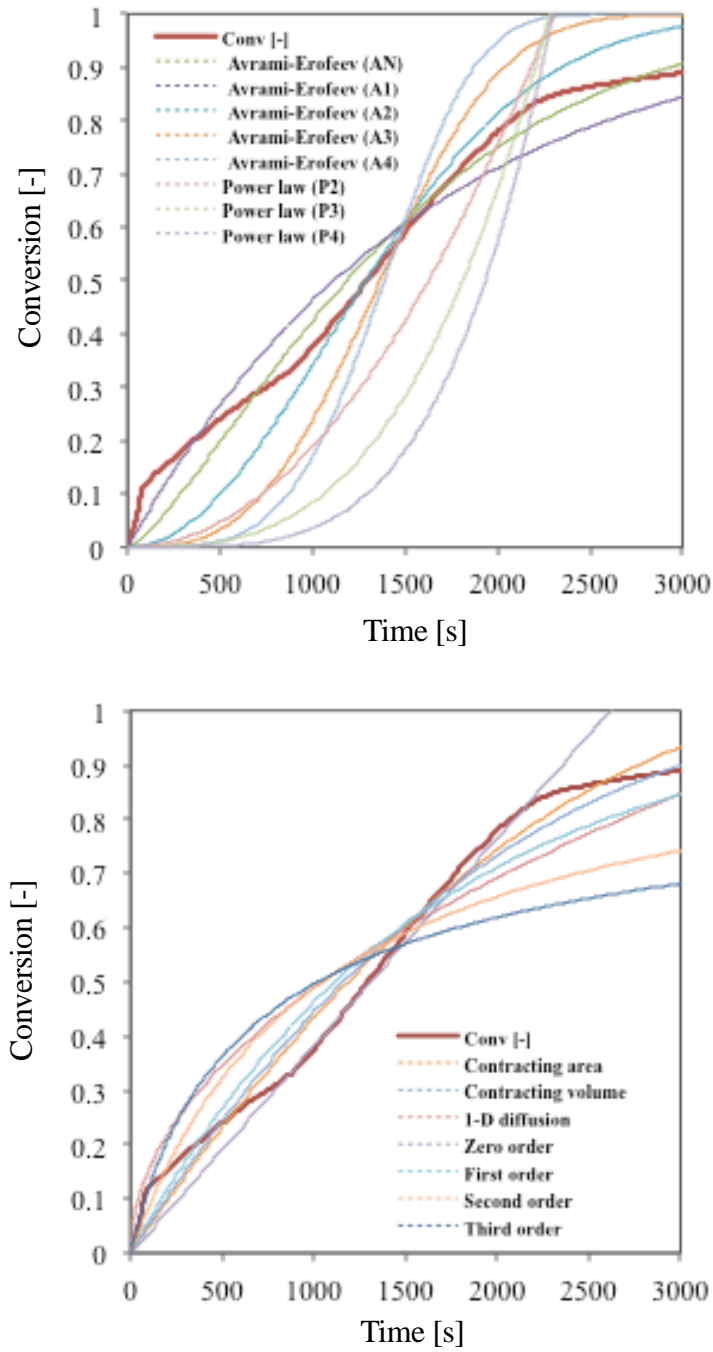 1
0.9
0.8
0.7
0.6
0.5
0.4
0.3
0.2
0.1
0
Conversion [-]
Conv [-]
Avrami-Erofeev (AN)
Avrami-Erofeev (A1)
Avrami-Erofeev (A2)
Avrami-Erofeev (A3)
Avrami-Erofeev (A4)
Power law (P2)
Power law (P3)
Power law (P4)
0 500 1000 1500 2000 2500 3000
Time [s]
1
0.9
0.8
0.7
0.6
0.5
0.4
0.3
0.2
0.1
0
Conversion [-]
Conv [-]
Contracting area
Contracting volume
1-D diffusion
Zero order
First order
Second order
Third order
0 500 1000 1500 2000 2500 3000
Time [s]